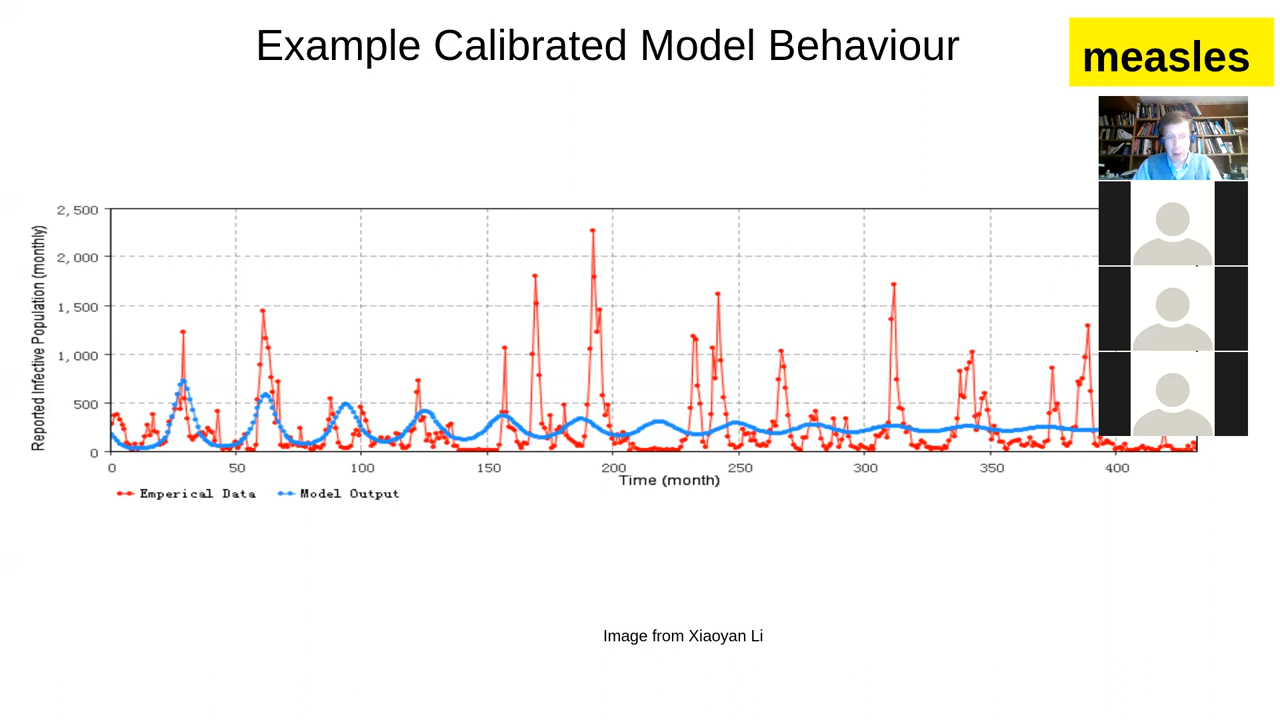 Example Calibrated Model Behaviour
measles
Reported Infective Population (monthly)
2,500
2,000
1,500
1,000
500
0
0 50 100 150 200 250 300 350 400
Time (month)
Emperical Data Model Output
Image from Xiaoyan Li